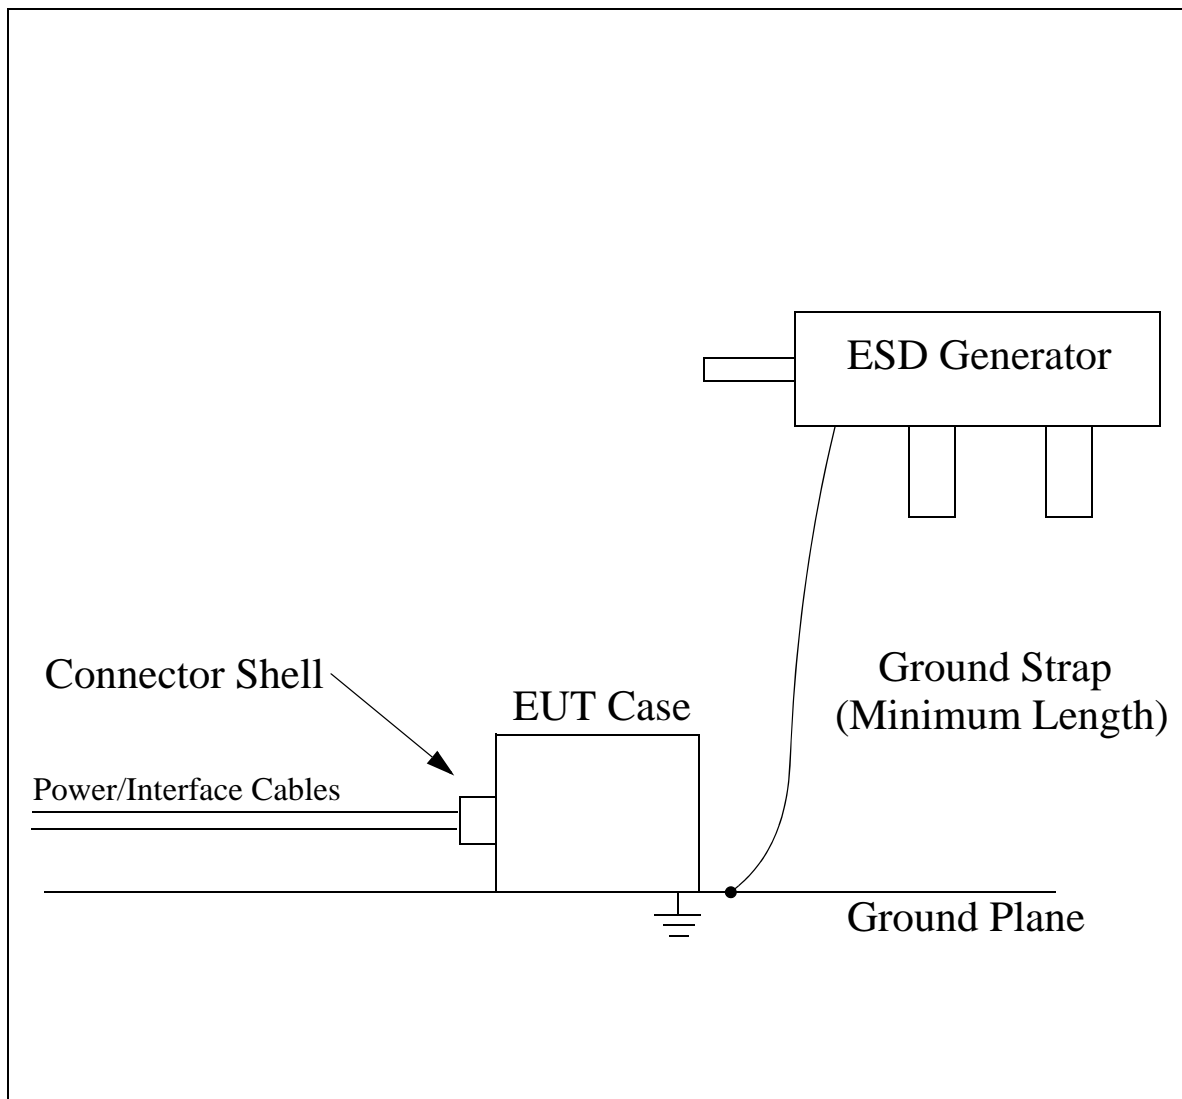 ESD Generator
Connector Shell
EUT Case
Ground Strap
(Minimum Length)
Power/Interface Cables
Ground Plane